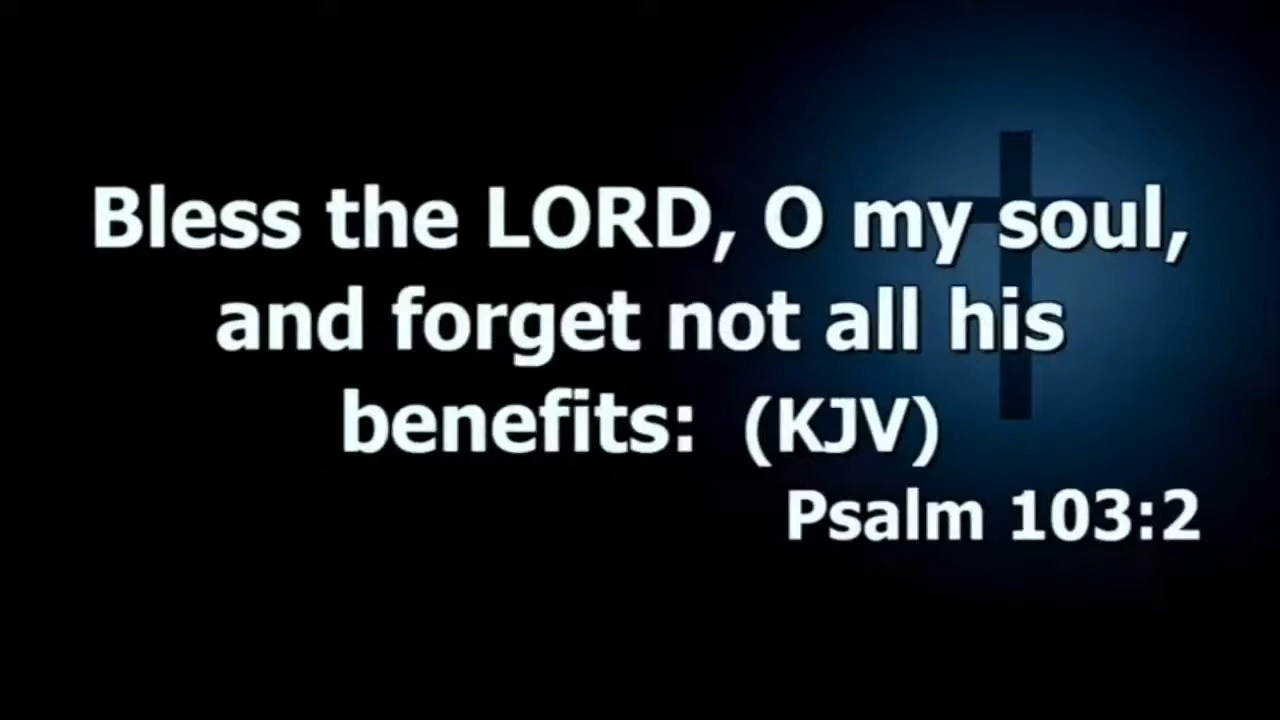 Bless the LORD, O my soul,
and forget not all his
benefits: (KJV)
Psalm 103:2